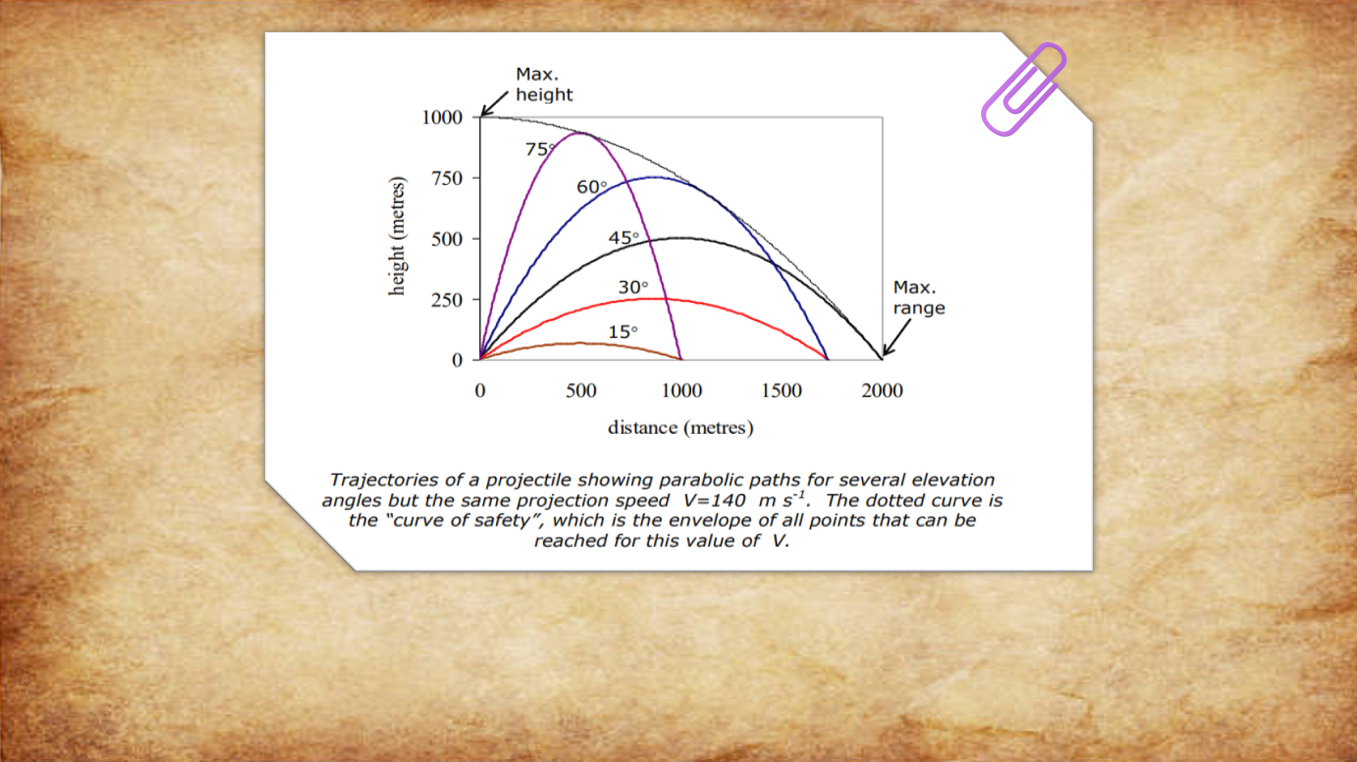 Max.
height
1000
75°
750
60°
500
45°
250
30°
15°
0
height (metres)
Max.
range
0 500 1000 1500 2000
distance (metres)
Trajectories of a projectile showing parabolic paths for several elevation
angles but the same projection speed V=140 m s⁻¹. The dotted curve is
the “curve of safety”, which is the envelope of all points that can be
reached for this value of V.